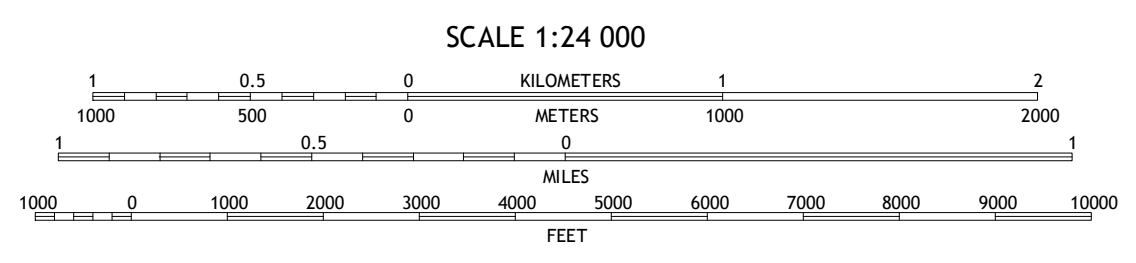 SCALE 1:24 000
1 0.5 0 KILOMETERS 1 2
1000 500 0 METERS 1000 2000
1 0.5 0 1
MILES
1000 0 1000 2000 3000 4000 5000 6000 7000 8000 9000 10000
FEET